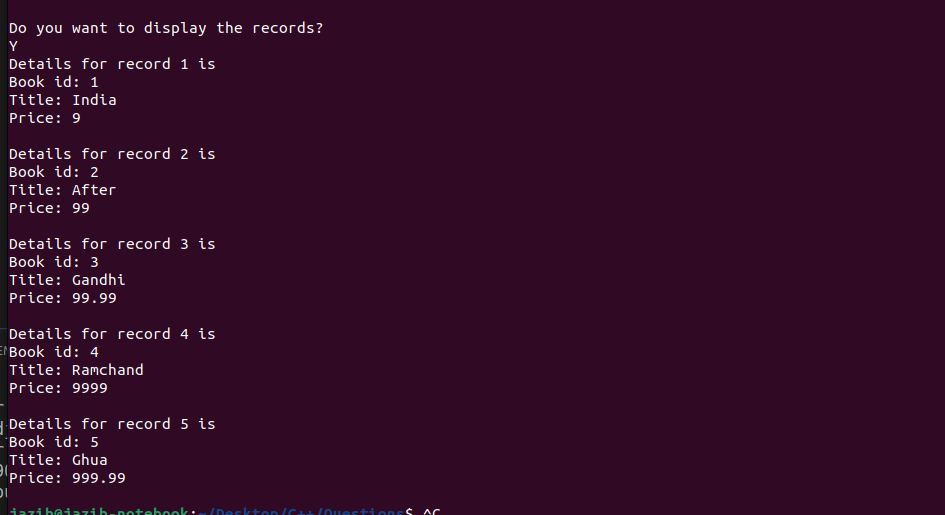 Do you want to display the records?
Y
Details for record 1 is
Book id: 1
Title: India
Price: 9
Details for record 2 is
Book id: 2
Title: After
Price: 99
Details for record 3 is
Book id: 3
Title: Gandhi
Price: 99.99
Details for record 4 is
Book id: 4
Title: Ramchand
Price: 9999
Details for record 5 is
Book id: 5
Title: Ghua
Price: 999.99
jazib@jazib-notebook:~/Desktop/C++/Questions$ ^C